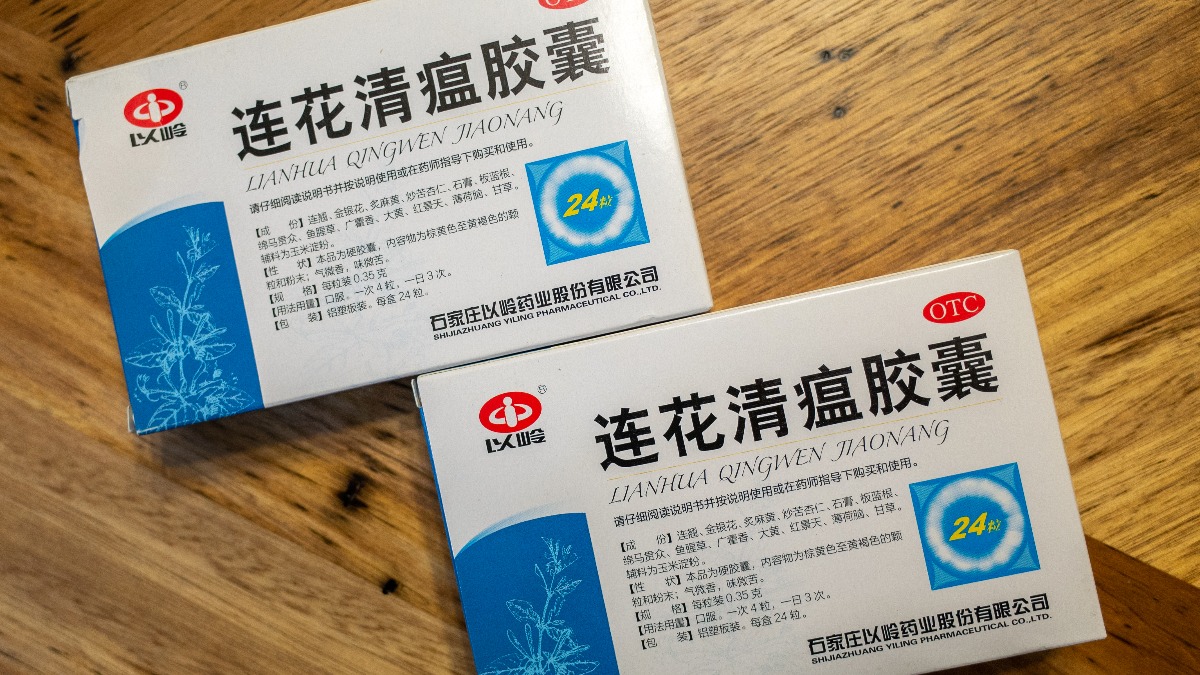 OTC
以岭
®
连花清瘟胶囊
LIANHUA QINGWEN JIAONANG
请仔细阅读说明书并按说明使用或在药师指导下购买和使用。
【成　份】连翘、金银花、炙麻黄、炒苦杏仁、石膏、板蓝根、
绵马贯众、鱼腥草、广藿香、大黄、红景天、薄荷脑、甘草。
辅料为玉米淀粉。
【性　状】本品为硬胶囊，内容物为棕黄色至黄褐色的颗
粒和粉末；气微香，味微苦。
【规　格】每粒装0.35克
【用法用量】口服。一次4粒，一日3次。
【包　装】铝塑板装。每盒24粒。
24粒
石家庄以岭药业股份有限公司
SHIJIAZHUANG YILING PHARMACEUTICAL CO.,LTD.
OTC
以岭
®
连花清瘟胶囊
LIANHUA QINGWEN JIAONANG
请仔细阅读说明书并按说明使用或在药师指导下购买和使用。
【成　份】连翘、金银花、炙麻黄、炒苦杏仁、石膏、板蓝根、
绵马贯众、鱼腥草、广藿香、大黄、红景天、薄荷脑、甘草。
辅料为玉米淀粉。
【性　状】本品为硬胶囊，内容物为棕黄色至黄褐色的颗
粒和粉末；气微香，味微苦。
【规　格】每粒装0.35克
【用法用量】口服。一次4粒，一日3次。
【包　装】铝塑板装。每盒24粒。
24粒
石家庄以岭药业股份有限公司
SHIJIAZHUANG YILING PHARMACEUTICAL CO.,LTD.